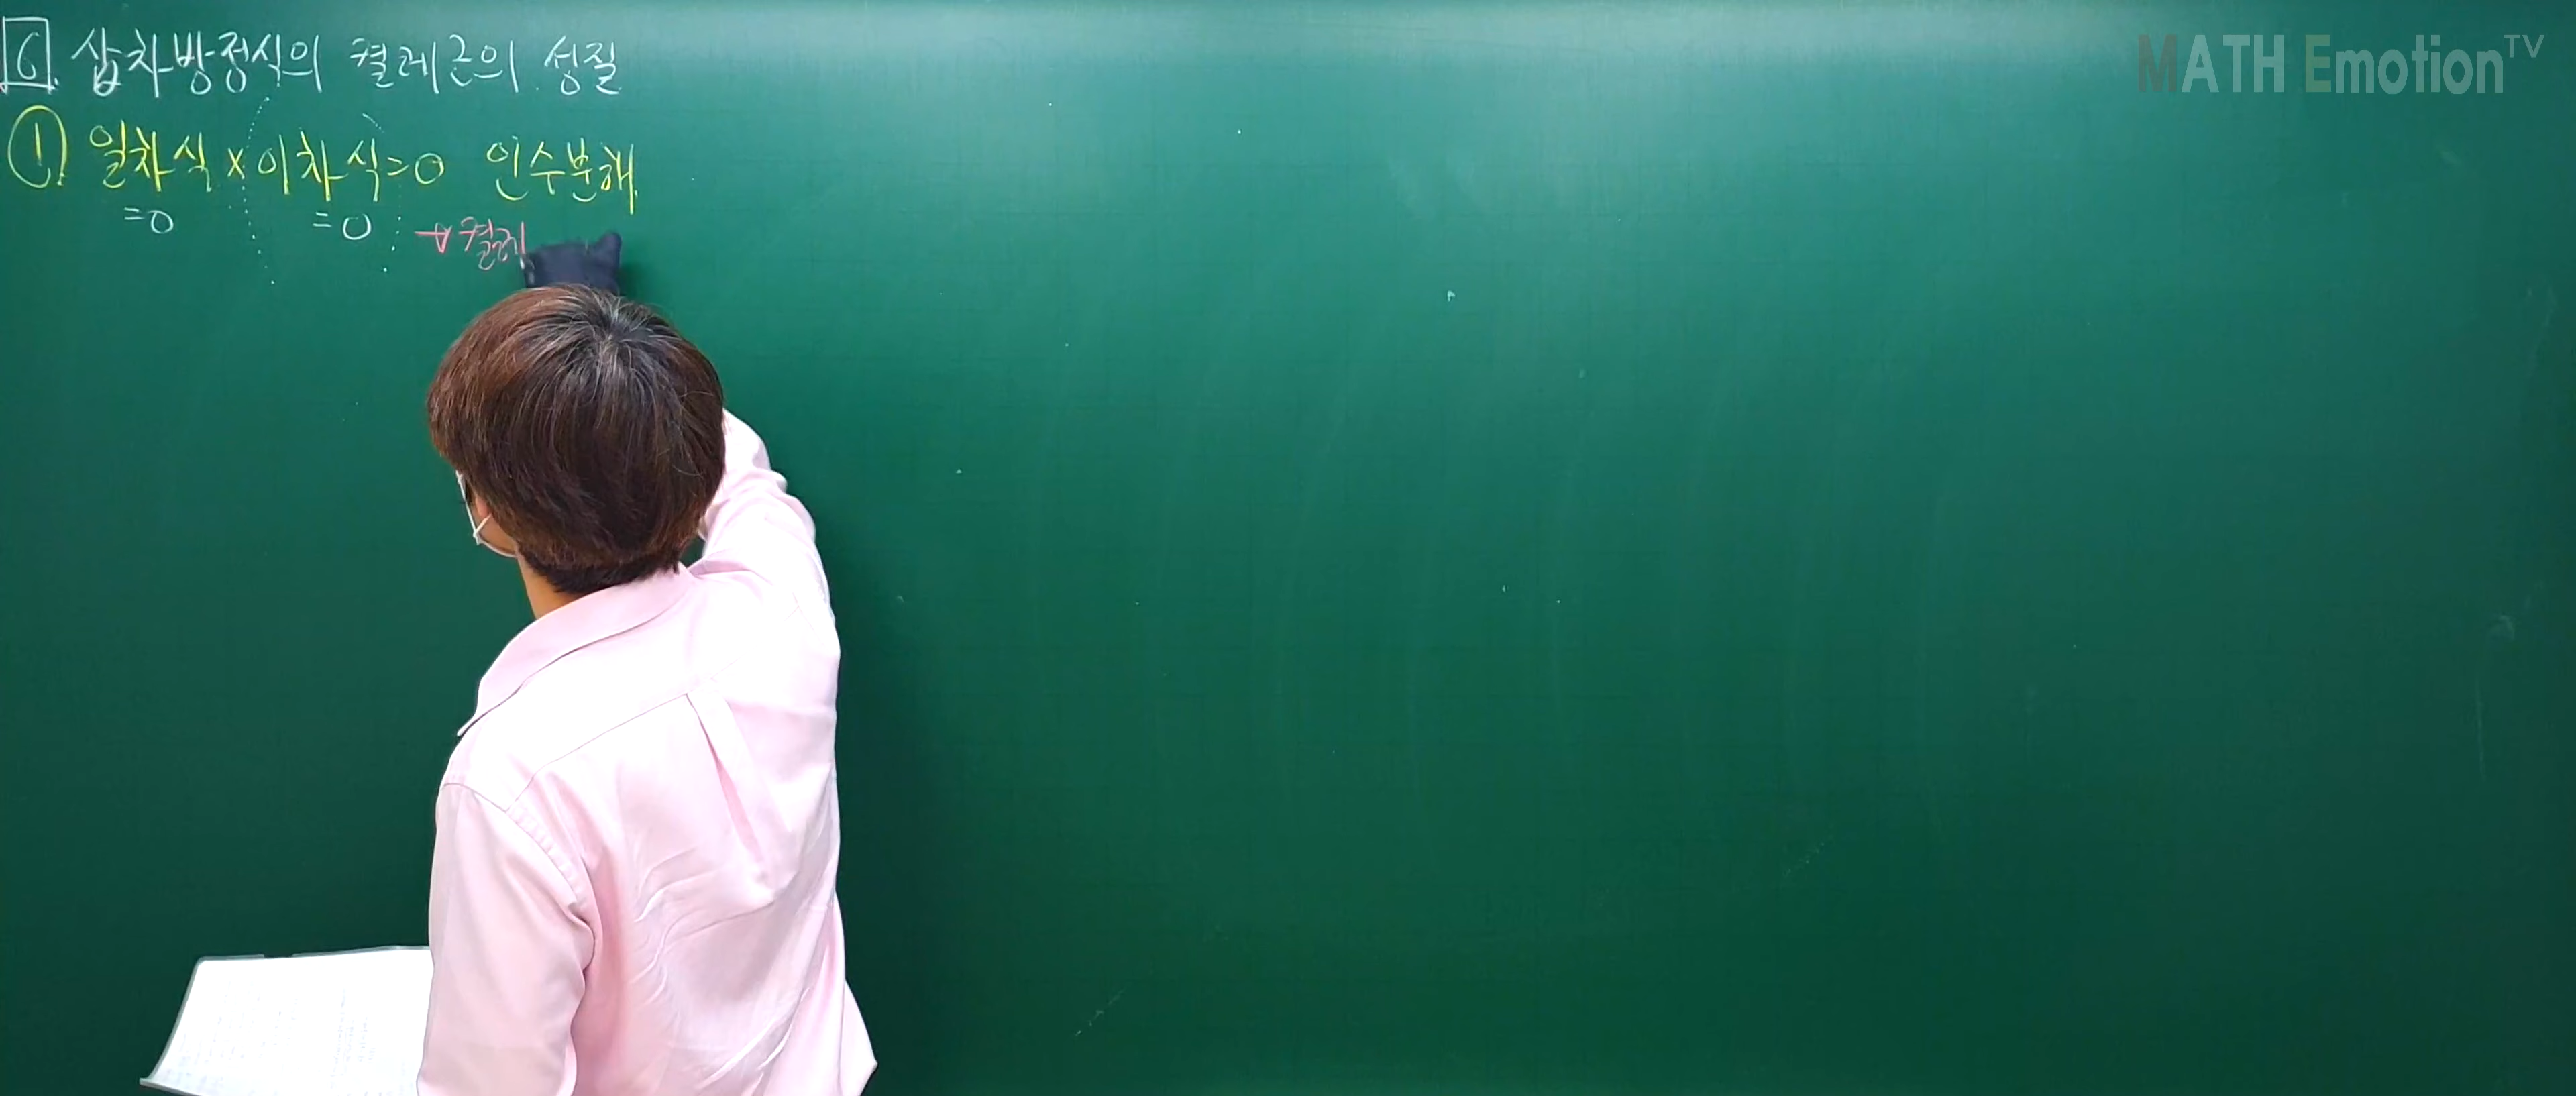 6. 삼차방정식의 켤레근의 성질
MATH Emotion TV
① 일차식 × 이차식 = 0 인수분해.
=0 =0 → 켤레